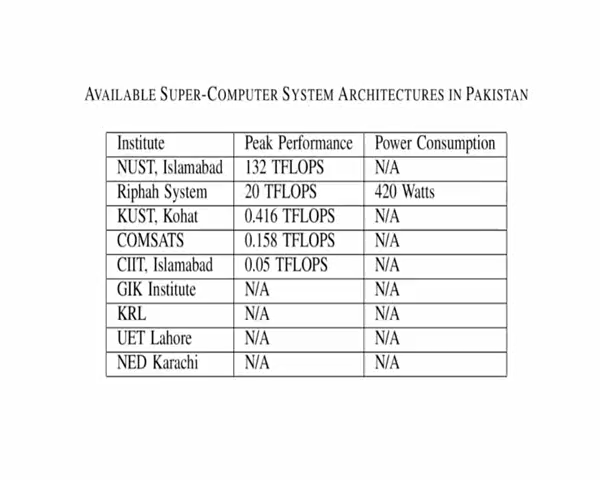 AVAILABLE SUPER-COMPUTER SYSTEM ARCHITECTURES IN PAKISTAN
Institute Peak Performance Power Consumption
NUST, Islamabad 132 TFLOPS N/A
Riphah System 20 TFLOPS 420 Watts
KUST, Kohat 0.416 TFLOPS N/A
COMSATS 0.158 TFLOPS N/A
CIIT, Islamabad 0.05 TFLOPS N/A
GIK Institute N/A N/A
KRL N/A N/A
UET Lahore N/A N/A
NED Karachi N/A N/A